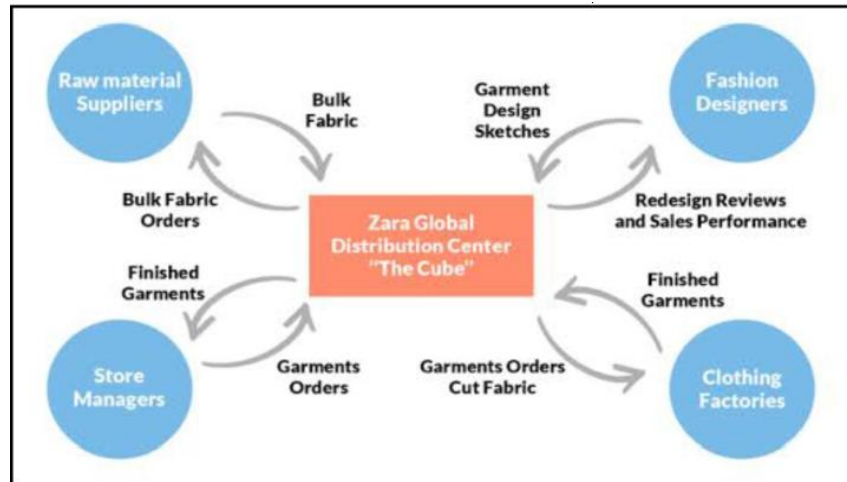 Raw material
Suppliers
Bulk
Fabric
Bulk Fabric
Orders
Garment
Design
Sketches
Fashion
Designers
Redesign Reviews
and Sales Performance
Zara Global
Distribution Center
"The Cube"
Finished
Garments
Store
Managers
Garments
Orders
Garments Orders
Cut Fabric
Finished
Garments
Clothing
Factories